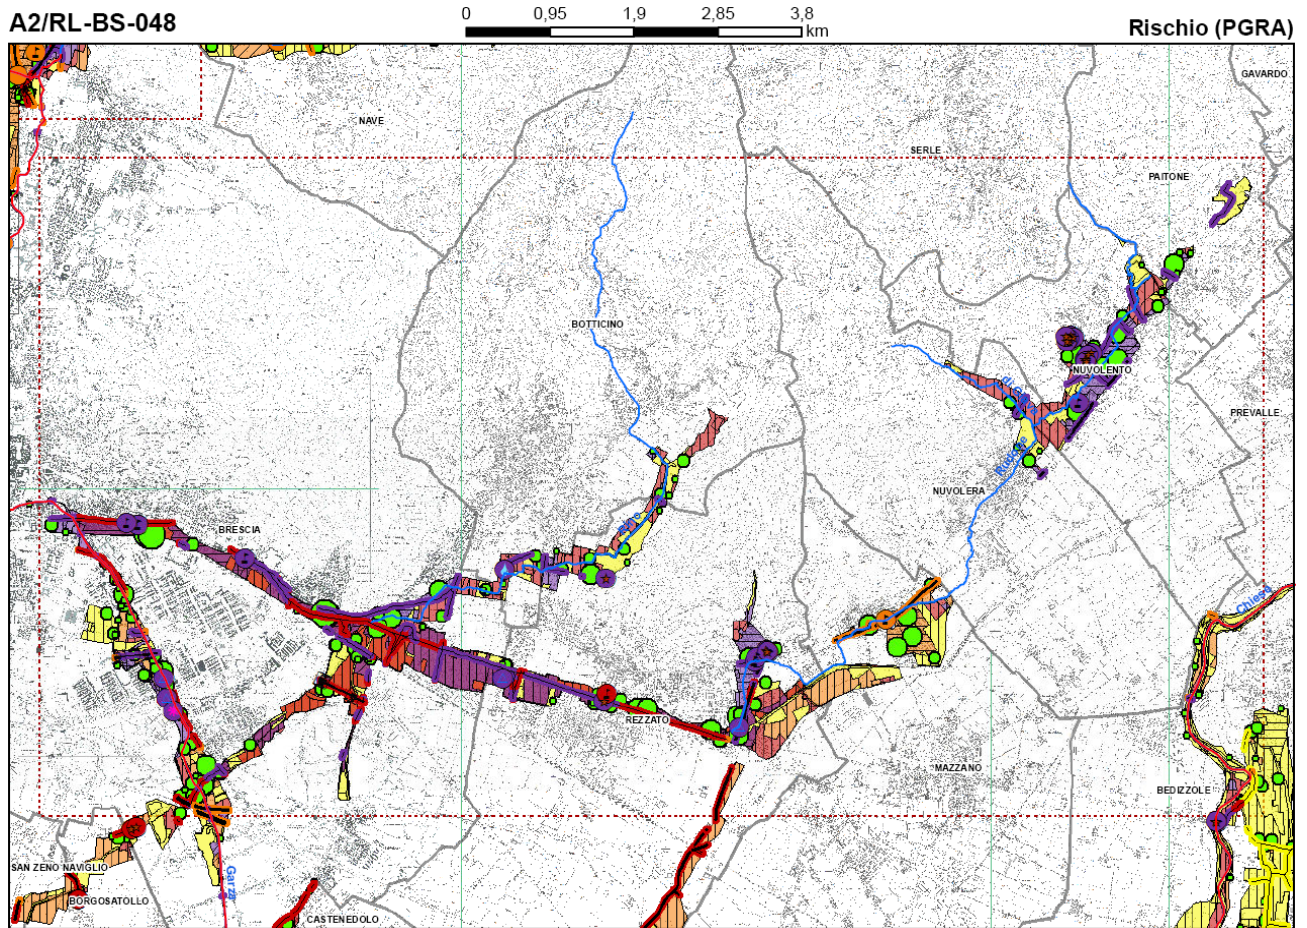 A2/RL-BS-048
0 0,95 1,9 2,85 3,8
km
Rischio (PGRA)
GAVARDO
NAVE
SERLE
PAITONE
BOTTICINO
NUVOLENTO
PREVALLE
NUVOLERA
BRESCIA
Chiese
REZZATO
MAZZANO
BEDIZZOLE
SAN ZENO NAVIGLIO
Garza
BORGOSATOLLO
CASTENEDOLO